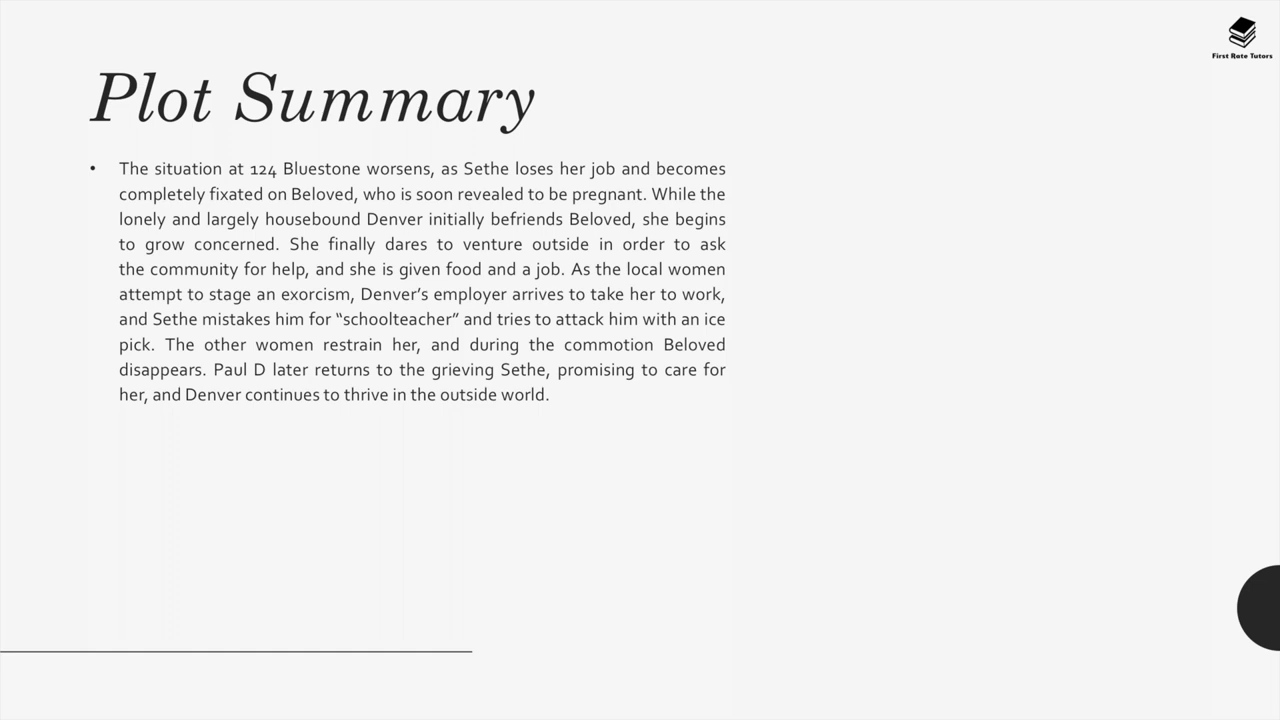 First Rate Tutors
Plot Summary
• The situation at 124 Bluestone worsens, as Sethe loses her job and becomes
completely fixated on Beloved, who is soon revealed to be pregnant. While the
lonely and largely housebound Denver initially befriends Beloved, she begins
to grow concerned. She finally dares to venture outside in order to ask
the community for help, and she is given food and a job. As the local women
attempt to stage an exorcism, Denver’s employer arrives to take her to work,
and Sethe mistakes him for “schoolteacher” and tries to attack him with an ice
pick. The other women restrain her, and during the commotion Beloved
disappears. Paul D later returns to the grieving Sethe, promising to care for
her, and Denver continues to thrive in the outside world.